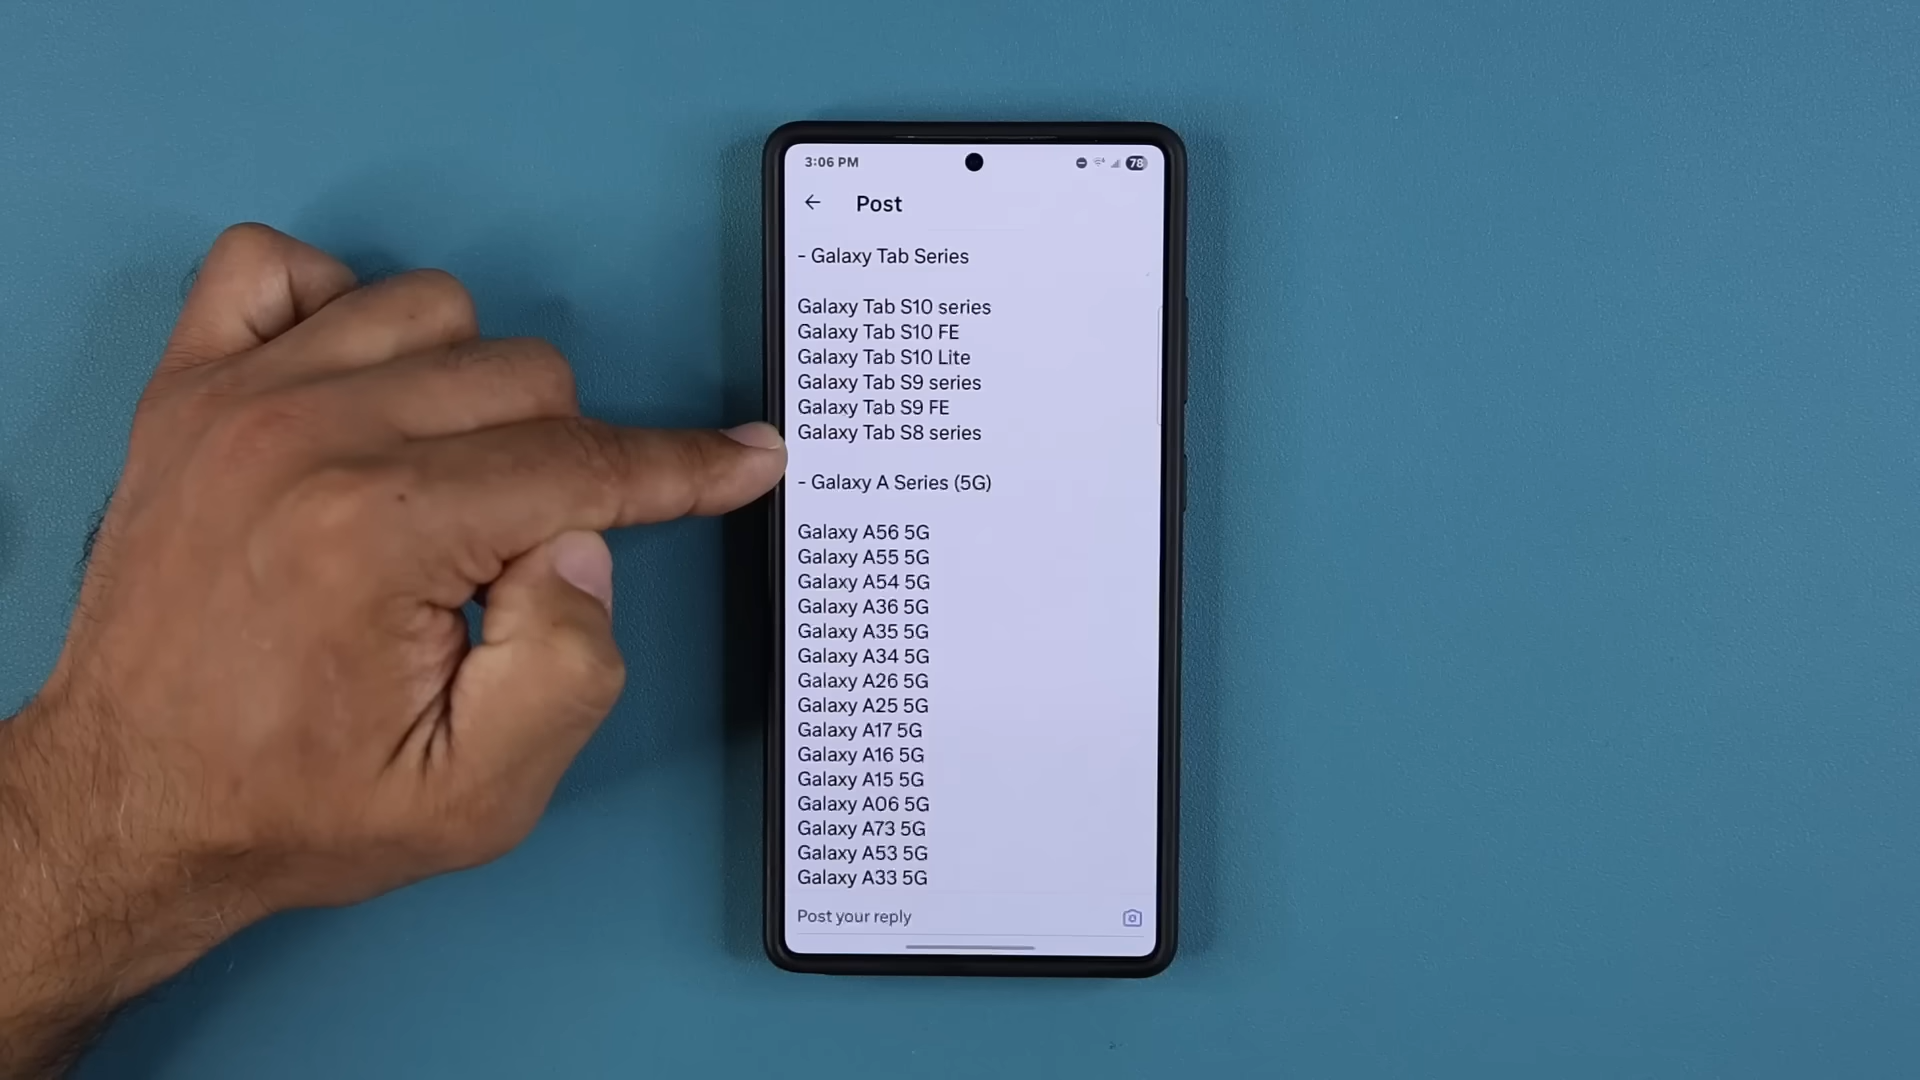 3:06 PM
78
Post
- Galaxy Tab Series
Galaxy Tab S10 series
Galaxy Tab S10 FE
Galaxy Tab S10 Lite
Galaxy Tab S9 series
Galaxy Tab S9 FE
Galaxy Tab S8 series
- Galaxy A Series (5G)
Galaxy A56 5G
Galaxy A55 5G
Galaxy A54 5G
Galaxy A36 5G
Galaxy A35 5G
Galaxy A34 5G
Galaxy A26 5G
Galaxy A25 5G
Galaxy A17 5G
Galaxy A16 5G
Galaxy A15 5G
Galaxy A06 5G
Galaxy A73 5G
Galaxy A53 5G
Galaxy A33 5G
Post your reply